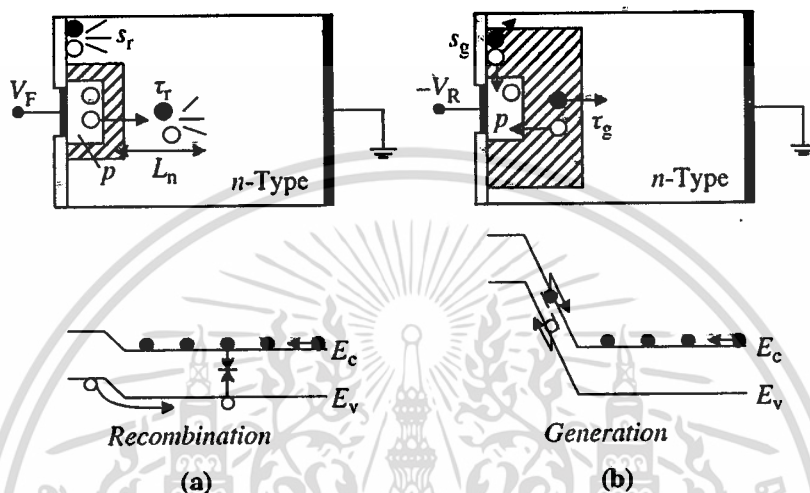 s_r
V_F
τ_r
p
L_n
n-Type
E_c
E_v
Recombination
(a)
s_g
-V_R
p
τ_g
n-Type
E_c
E_v
Generation
(b)